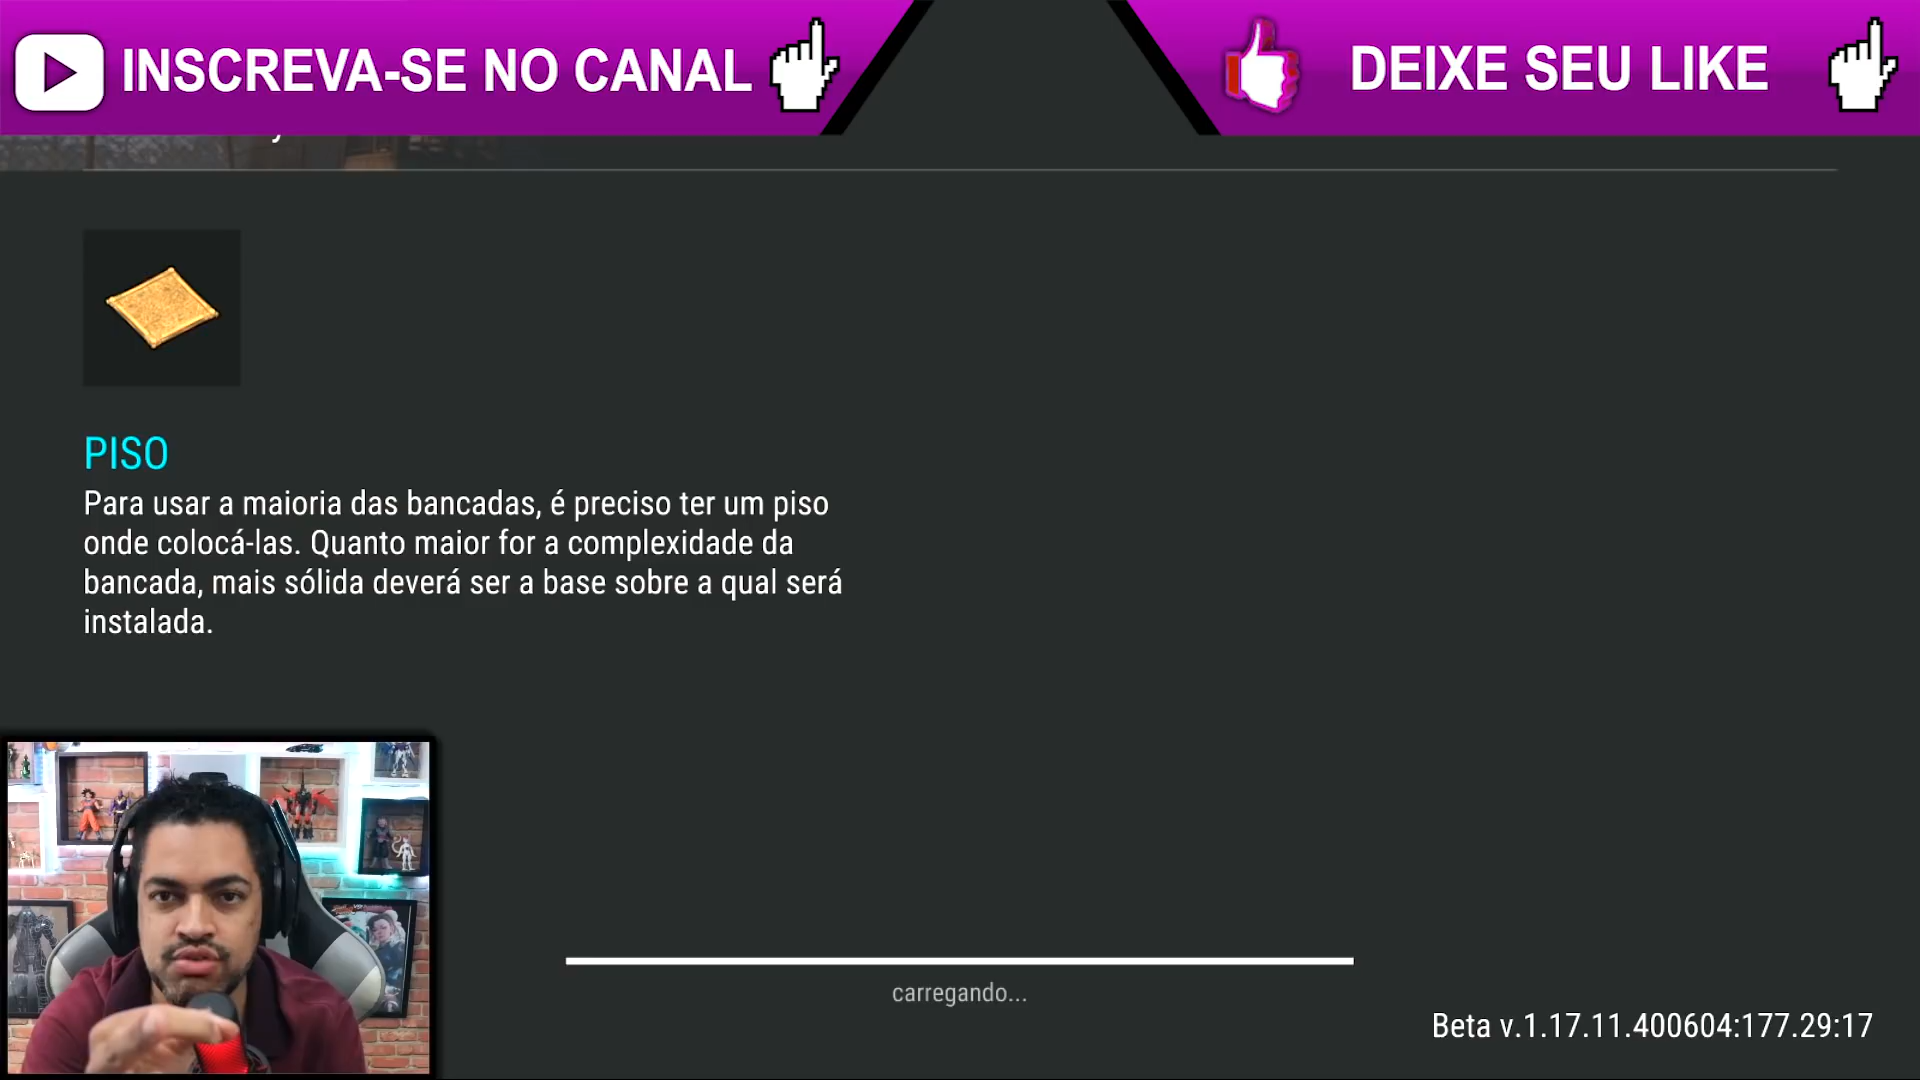 INSCREVA-SE NO CANAL
DEIXE SEU LIKE
PISO
Para usar a maioria das bancadas, é preciso ter um piso
onde colocá-las. Quanto maior for a complexidade da
bancada, mais sólida deverá ser a base sobre a qual será
instalada.
carregando...
Beta v.1.17.11.400604:177.29:17